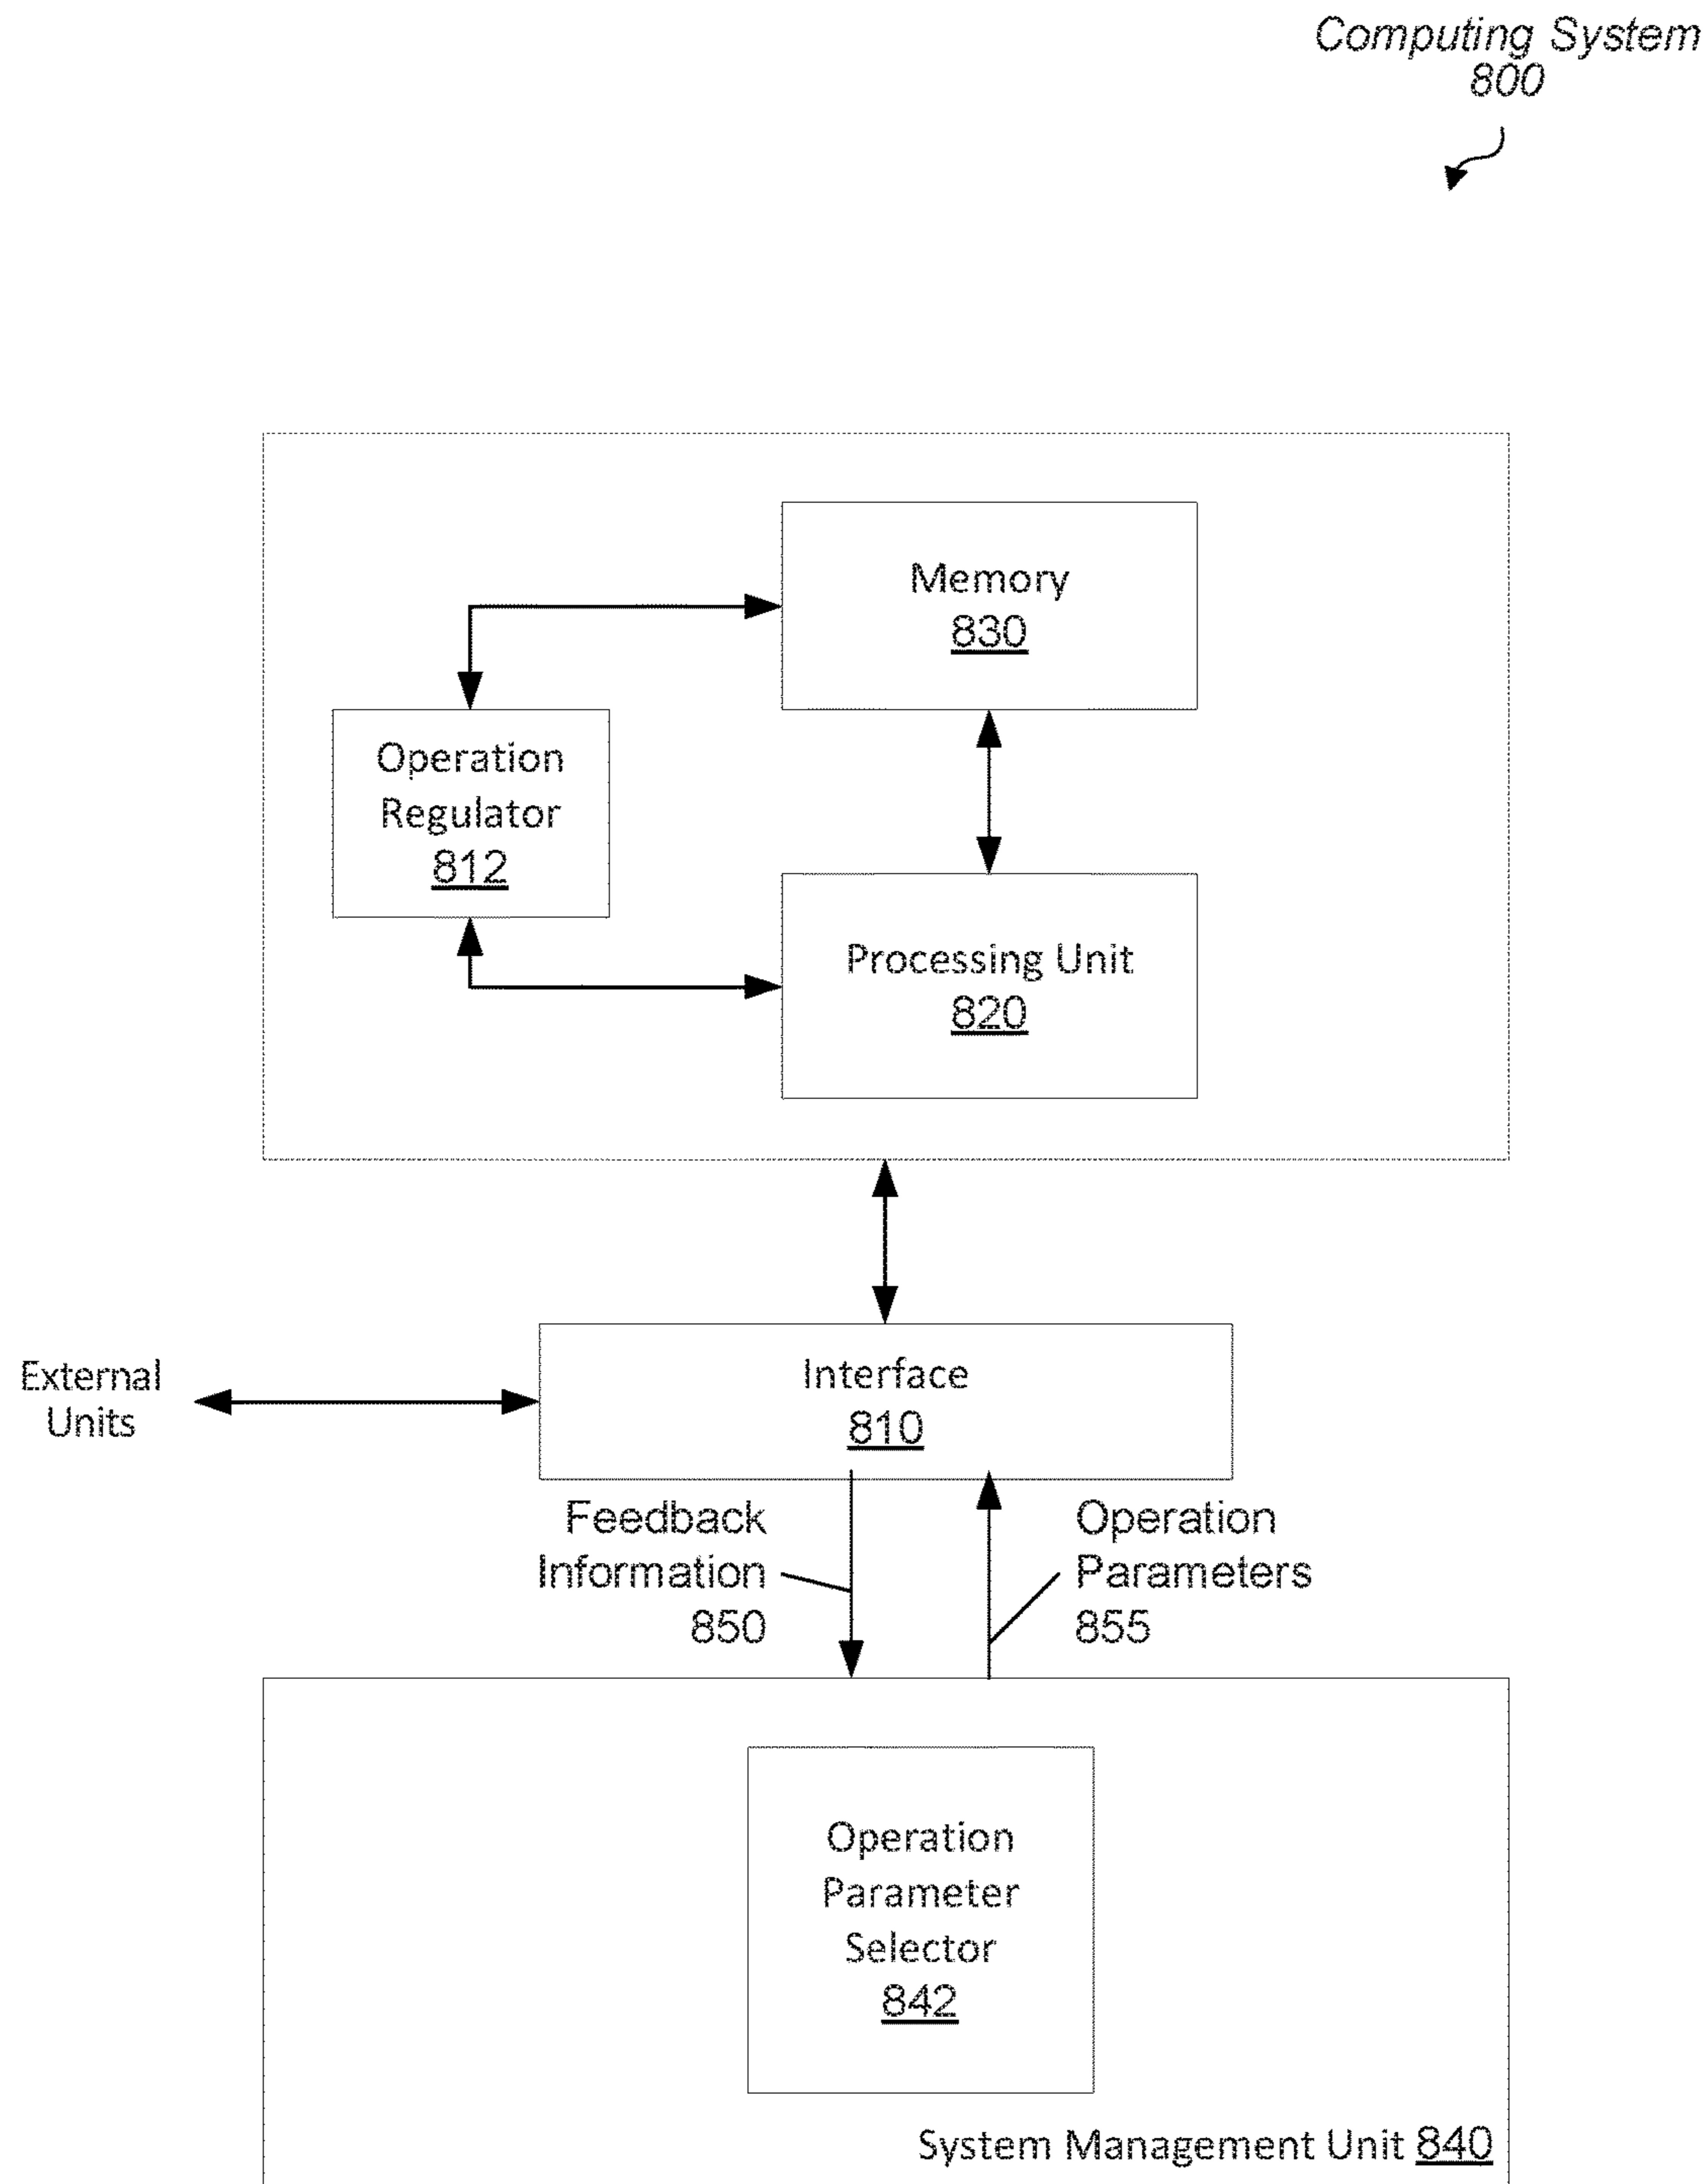 Computing System
800
Memory
830
Operation
Regulator
812
Processing Unit
820
External
Units
Interface
810
Feedback
Information
850
Operation
Parameters
855
Operation
Parameter
Selector
842
System Management Unit 840